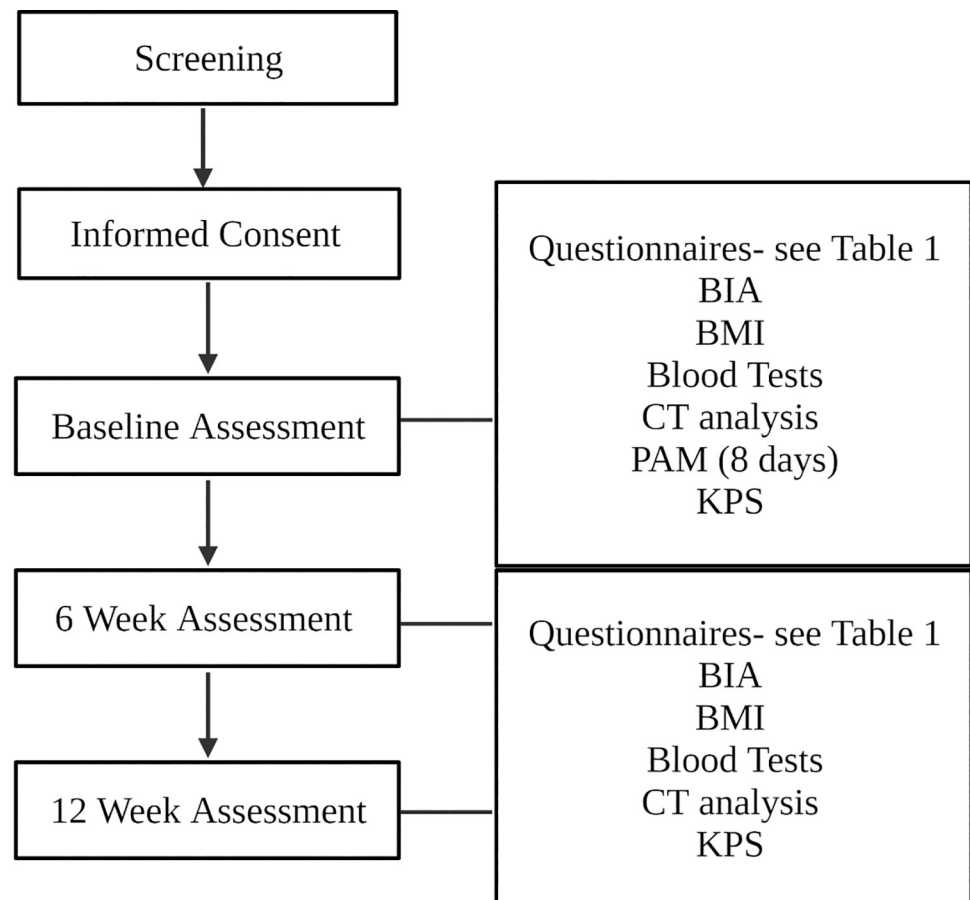 Screening
Informed Consent
Baseline Assessment
Questionnaires- see Table 1
BIA
BMI
Blood Tests
CT analysis
PAM (8 days)
KPS
6 Week Assessment
12 Week Assessment
Questionnaires- see Table 1
BIA
BMI
Blood Tests
CT analysis
KPS